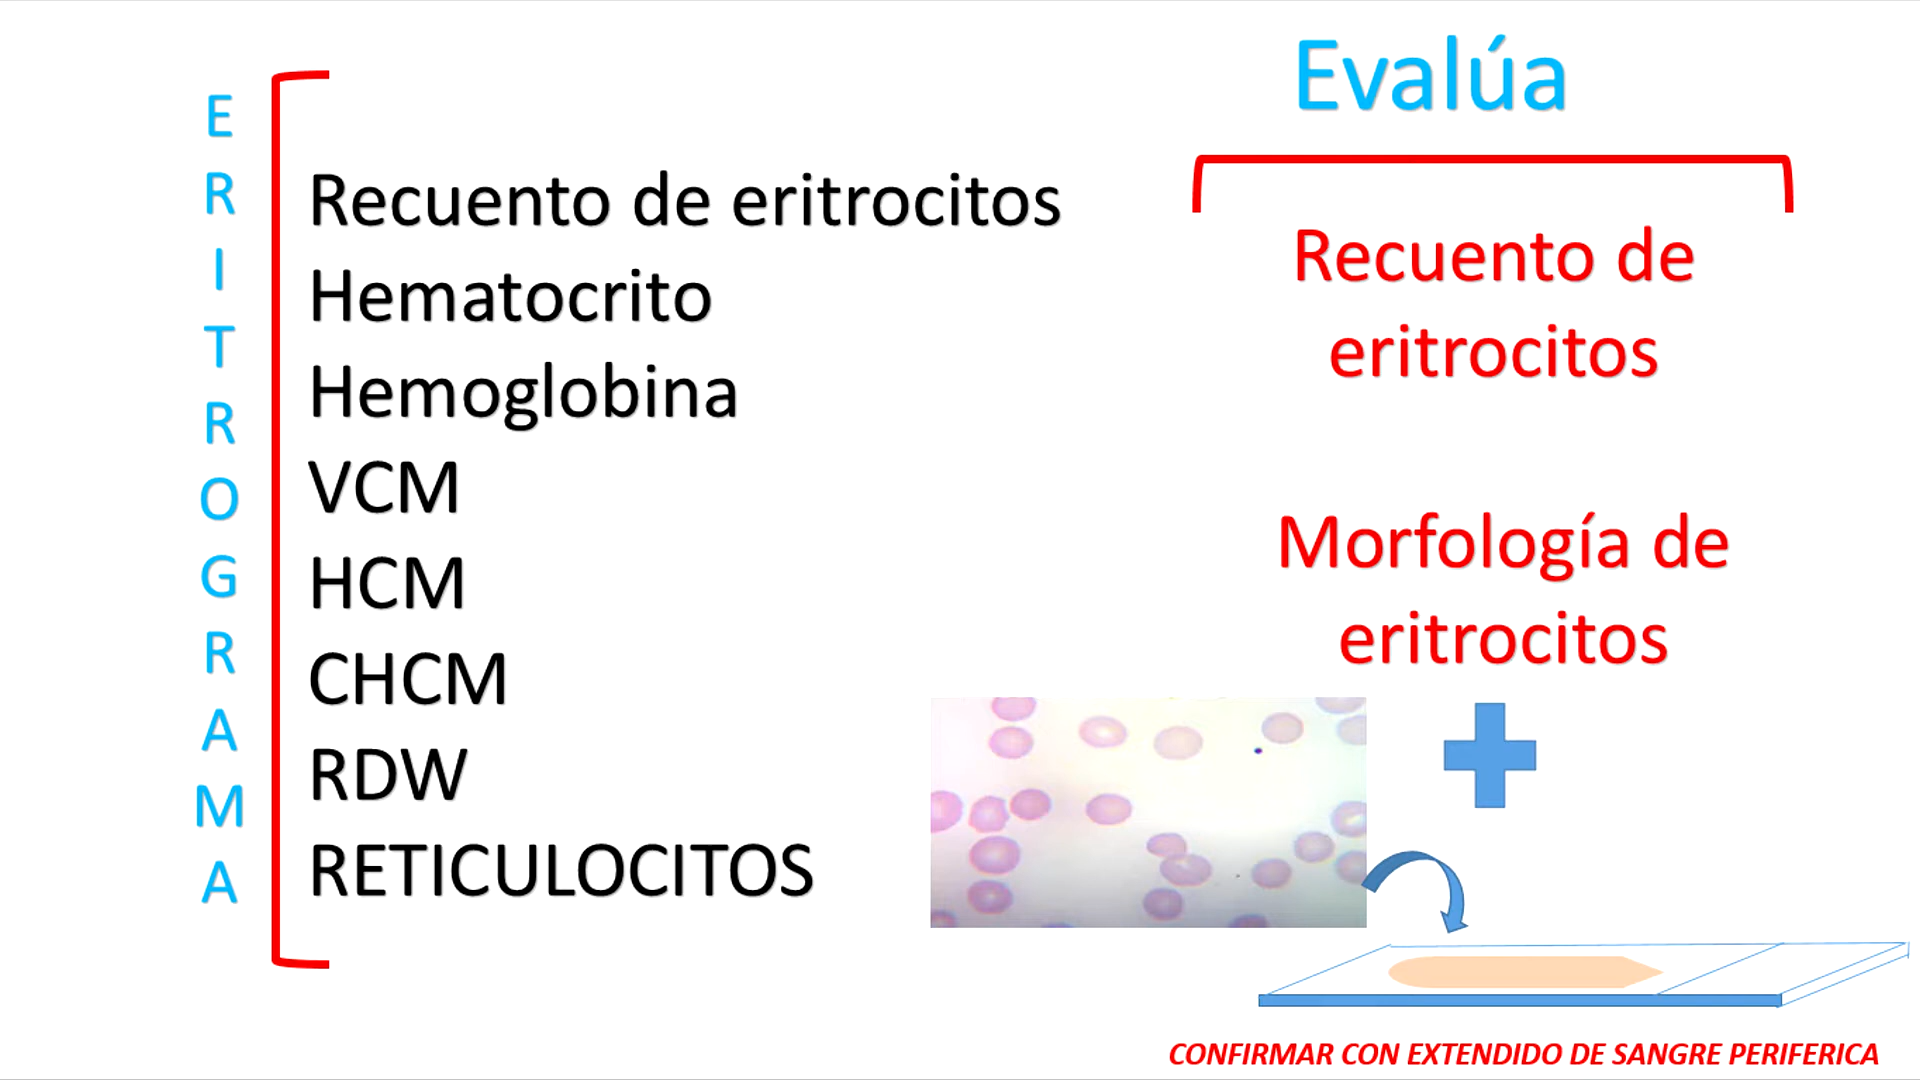 ERITROGRAMA
Recuento de eritrocitos
Hematocrito
Hemoglobina
VCM
HCM
CHCM
RDW
RETICULOCITOS
Evalúa
Recuento de
eritrocitos
Morfología de
eritrocitos
CONFIRMAR CON EXTENDIDO DE SANGRE PERIFERICA